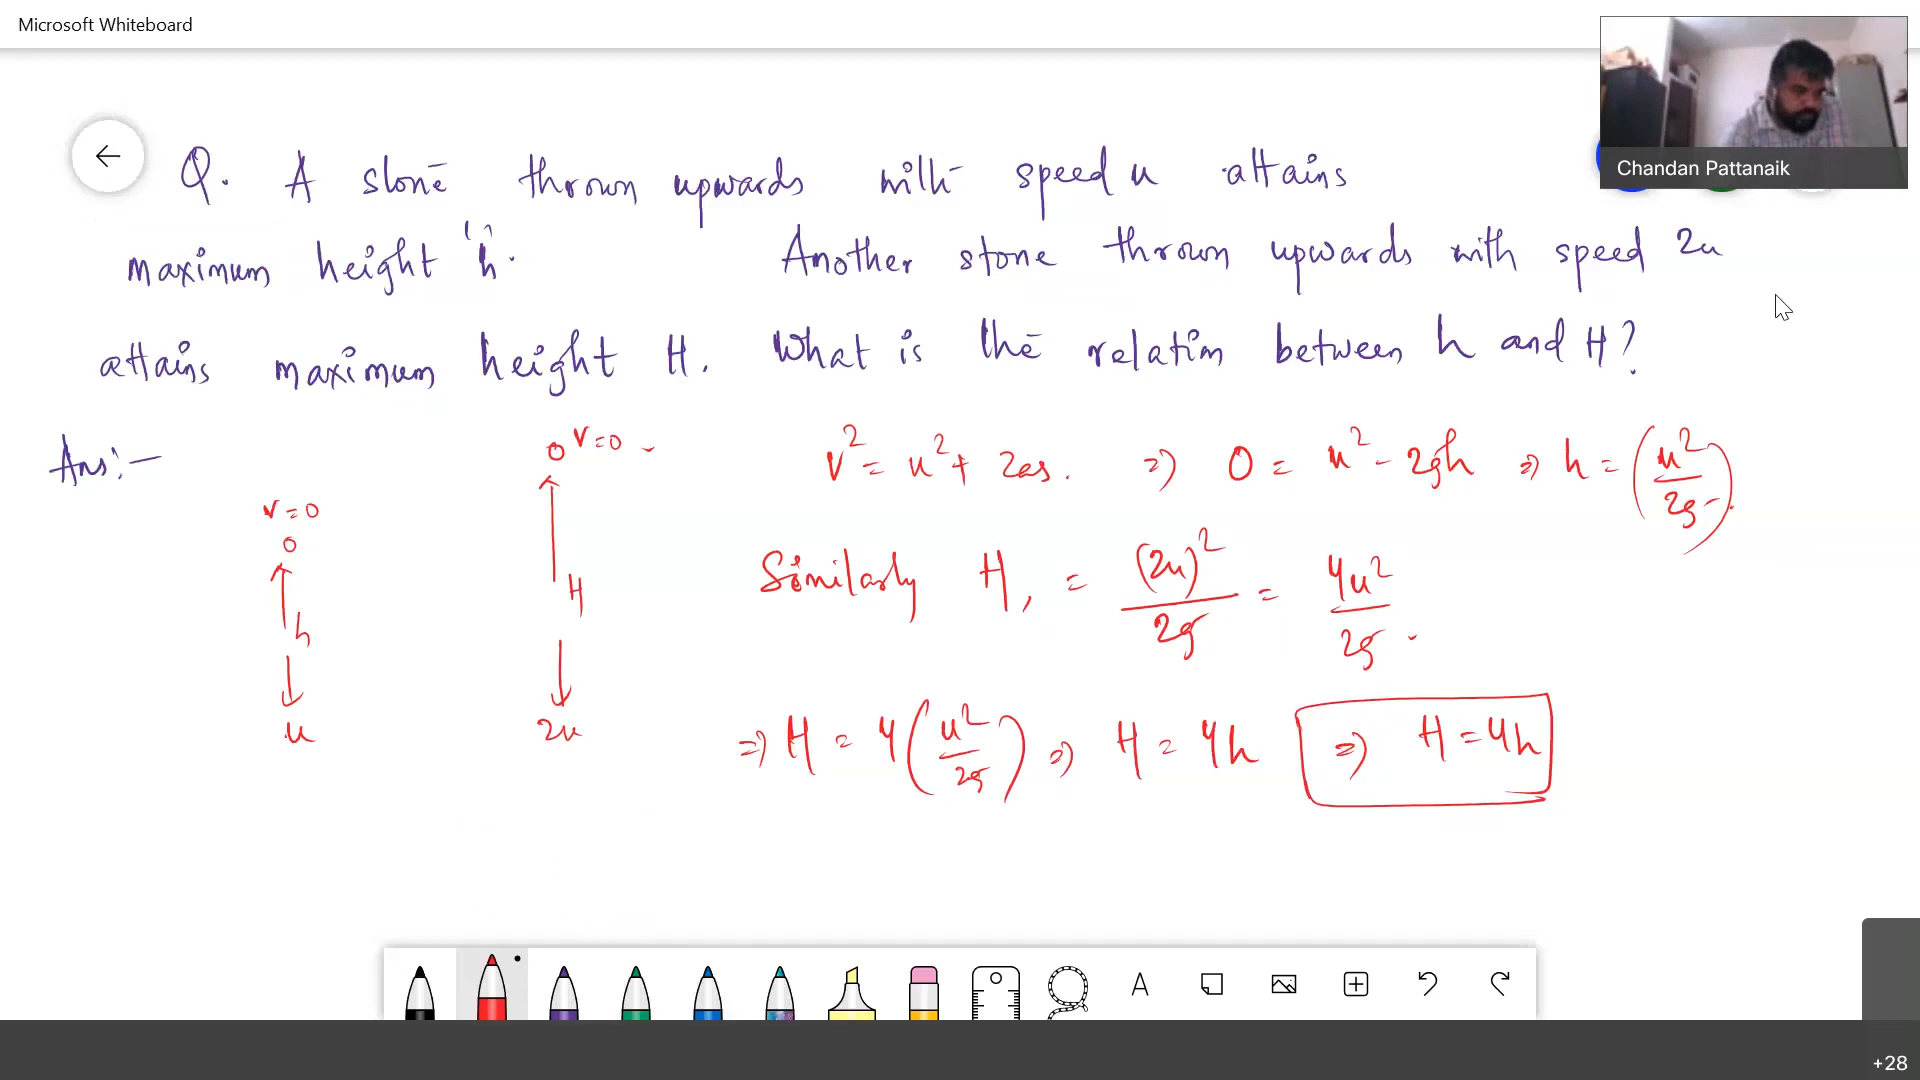 Microsoft Whiteboard
Chandan Pattanaik
Q. A stone thrown upwards with speed u attains
maximum height 'h'. Another stone thrown upwards with speed 2u
attains maximum height H. What is the relation between h and H?
Ans:-
v=0
h
u
v=0
H
2u
v² = u² + 2as. ⇒ 0 = u² - 2gh ⇒ h = (u²/2g)
Similarly H, = (2u)²/2g = 4u²/2g.
⇒ H = 4(u²/2g) ⇒ H = 4h ⇒ H = 4h
A
+28